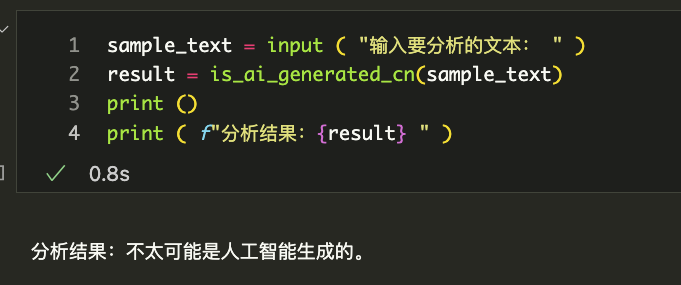 1 sample_text = input ( "输入要分析的文本： " )
2 result = is_ai_generated_cn(sample_text)
3 print ()
4 print ( f"分析结果：{result} " )
0.8s
分析结果：不太可能是人工智能生成的。